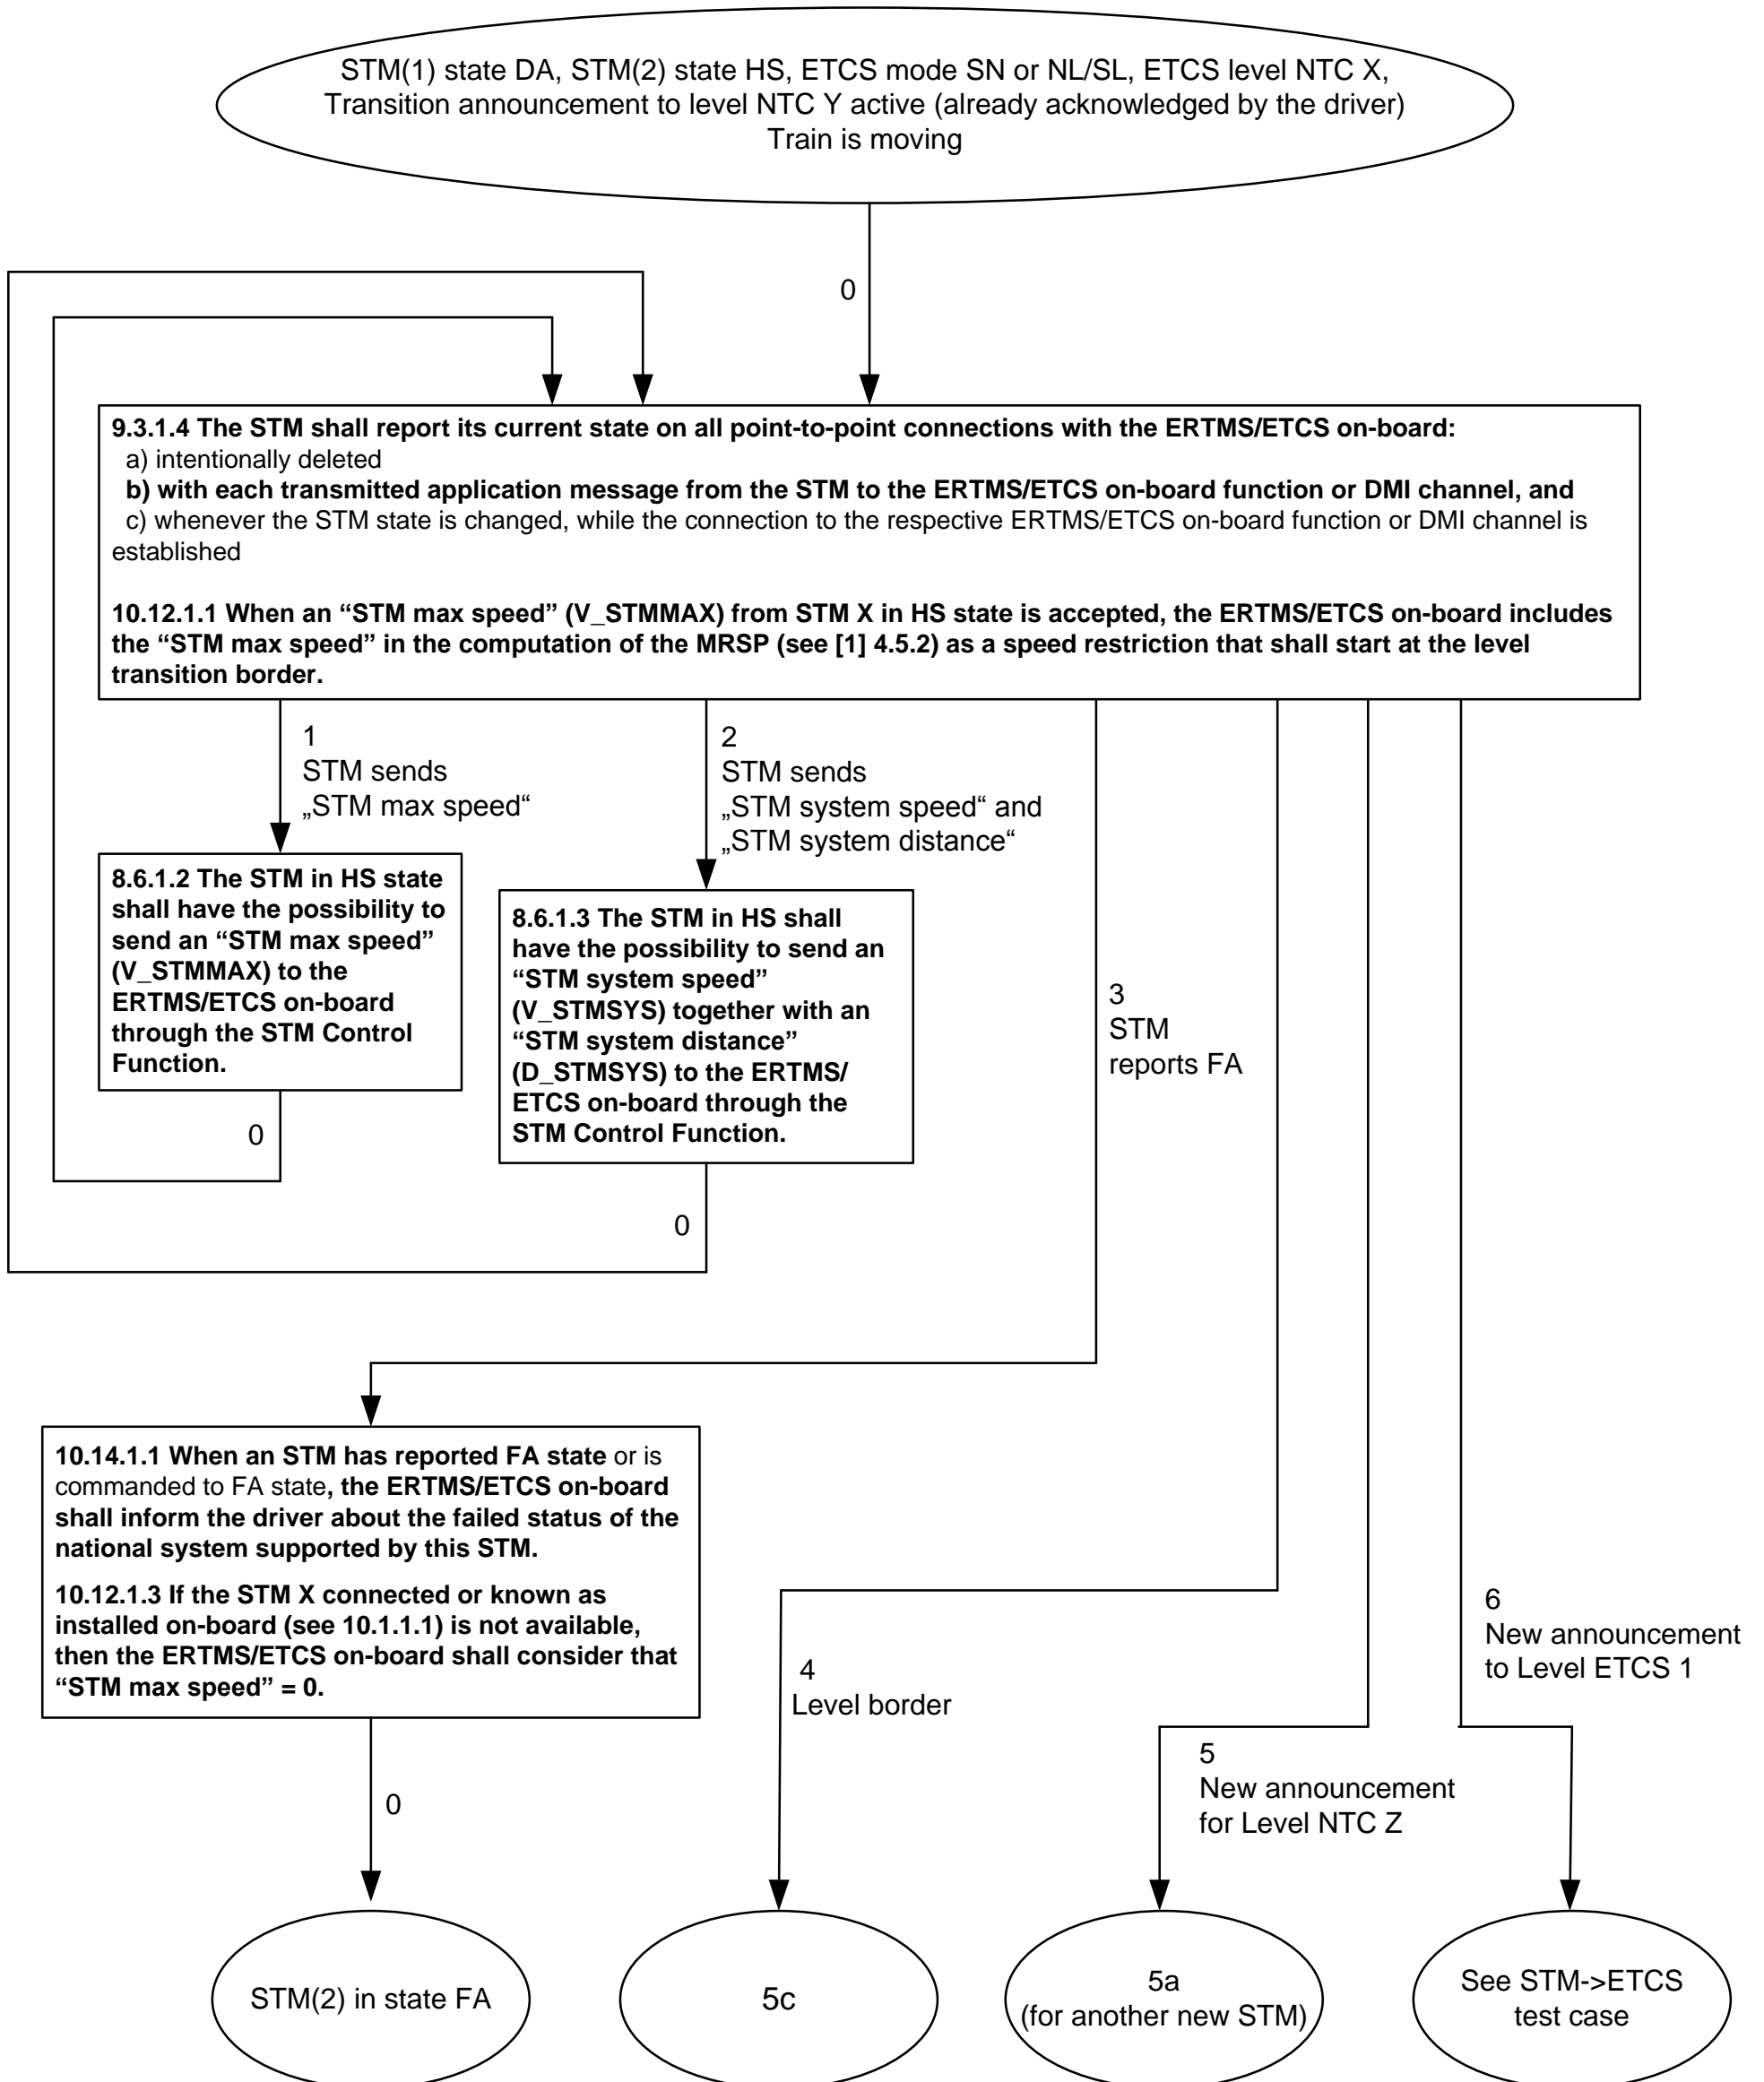 STM(1) state DA, STM(2) state HS, ETCS mode SN or NL/SL, ETCS level NTC X,
Transition announcement to level NTC Y active (already acknowledged by the driver)
Train is moving
0
9.3.1.4 The STM shall report its current state on all point-to-point connections with the ERTMS/ETCS on-board:
a) intentionally deleted
b) with each transmitted application message from the STM to the ERTMS/ETCS on-board function or DMI channel, and
c) whenever the STM state is changed, while the connection to the respective ERTMS/ETCS on-board function or DMI channel is
established
10.12.1.1 When an “STM max speed” (V_STMMAX) from STM X in HS state is accepted, the ERTMS/ETCS on-board includes
the “STM max speed” in the computation of the MRSP (see [1] 4.5.2) as a speed restriction that shall start at the level
transition border.
1
STM sends
„STM max speed“
2
STM sends
„STM system speed“ and
„STM system distance“
8.6.1.2 The STM in HS state
shall have the possibility to
send an “STM max speed”
(V_STMMAX) to the
ERTMS/ETCS on-board
through the STM Control
Function.
0
8.6.1.3 The STM in HS shall
have the possibility to send an
“STM system speed”
(V_STMSYS) together with an
“STM system distance”
(D_STMSYS) to the ERTMS/
ETCS on-board through the
STM Control Function.
0
3
STM
reports FA
10.14.1.1 When an STM has reported FA state or is
commanded to FA state, the ERTMS/ETCS on-board
shall inform the driver about the failed status of the
national system supported by this STM.
10.12.1.3 If the STM X connected or known as
installed on-board (see 10.1.1.1) is not available,
then the ERTMS/ETCS on-board shall consider that
“STM max speed” = 0.
0
4
Level border
5
New announcement
for Level NTC Z
6
New announcement
to Level ETCS 1
STM(2) in state FA
5c
5a
(for another new STM)
See STM->ETCS
test case